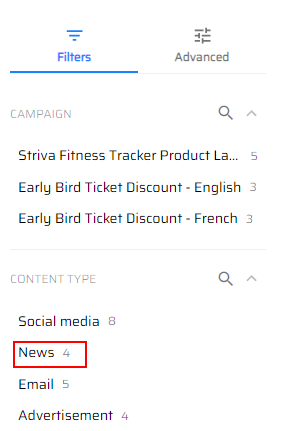 Filters
Advanced
CAMPAIGN
Striva Fitness Tracker Product La... 5
Early Bird Ticket Discount - English 3
Early Bird Ticket Discount - French 3
CONTENT TYPE
Social media 8
News 4
Email 5
Advertisement 4